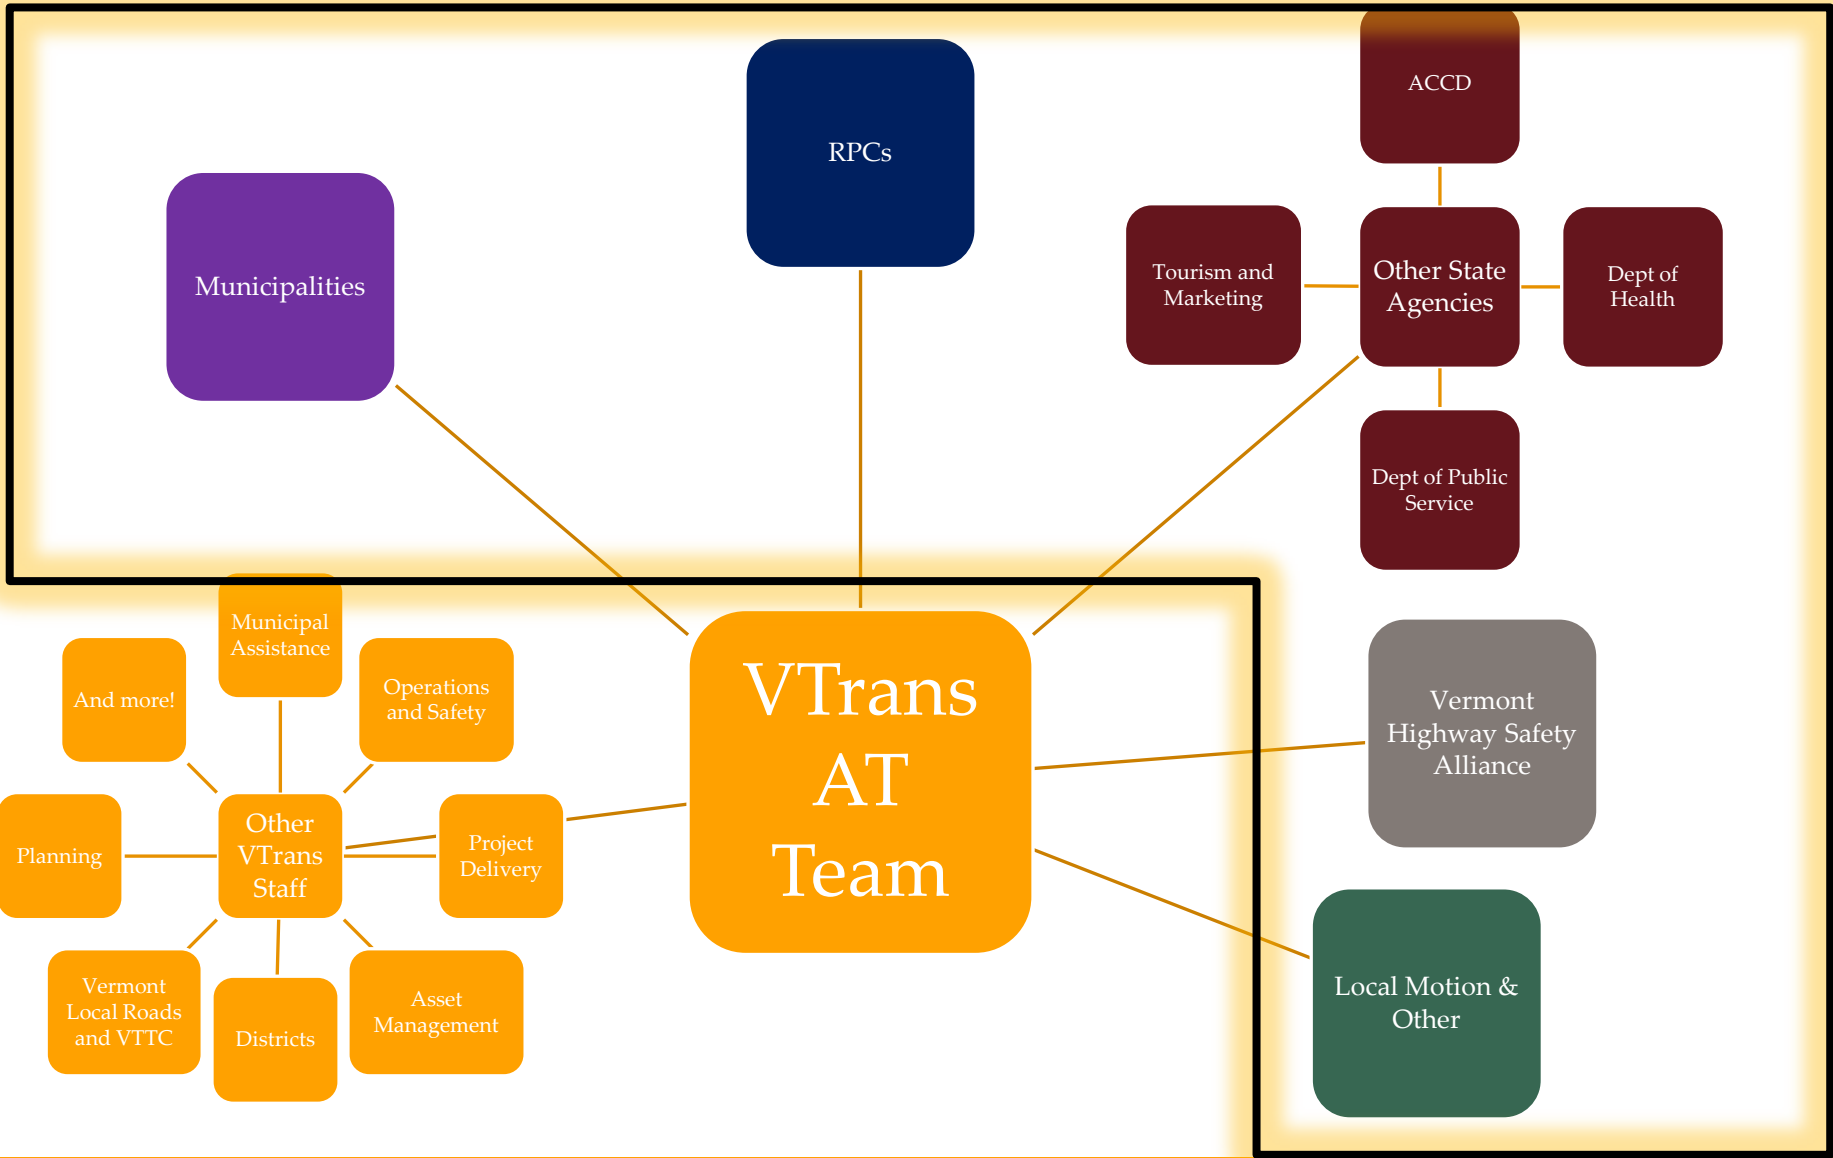 ACCD
RPCs
Municipalities
Tourism and
Marketing
Other State
Agencies
Dept of
Health
Dept of Public
Service
Municipal
Assistance
And more!
Operations
and Safety
VTrans
AT
Team
Vermont
Highway Safety
Alliance
Planning
Other
VTrans
Staff
Project
Delivery
Vermont
Local Roads
and VTTC
Districts
Asset
Management
Local Motion &
Other